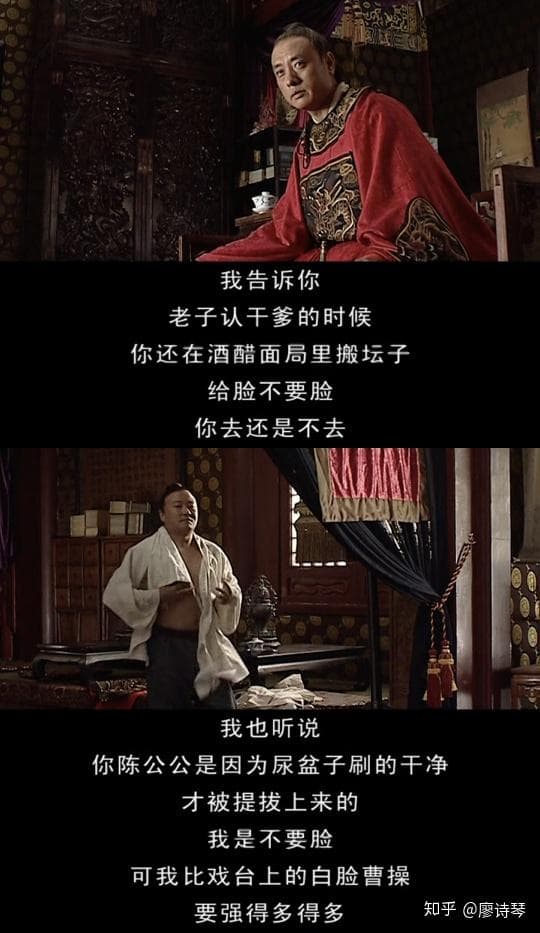 我告诉你
老子认干爹的时候
你还在酒醋面局里搬坛子
给脸不要脸
你去还是不去
我也听说
你陈公公是因为尿盆子刷的干净
才被提拔上来的
我是不要脸
可我比戏台上的白脸曹操
要强得多得多
知乎 @廖诗琴